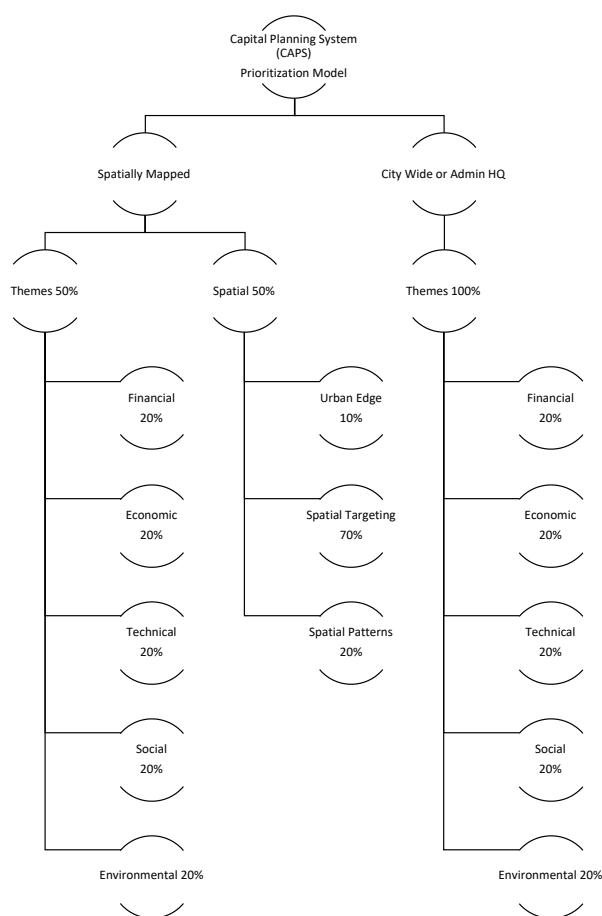 Capital Planning System
(CAPS)
Prioritization Model
Spatially Mapped
City Wide or Admin HQ
Themes 50%
Spatial 50%
Themes 100%
Financial
20%
Urban Edge
10%
Financial
20%
Economic
20%
Spatial Targeting
70%
Economic
20%
Technical
20%
Spatial Patterns
20%
Technical
20%
Social
20%
Social
20%
Environmental 20%
Environmental 20%